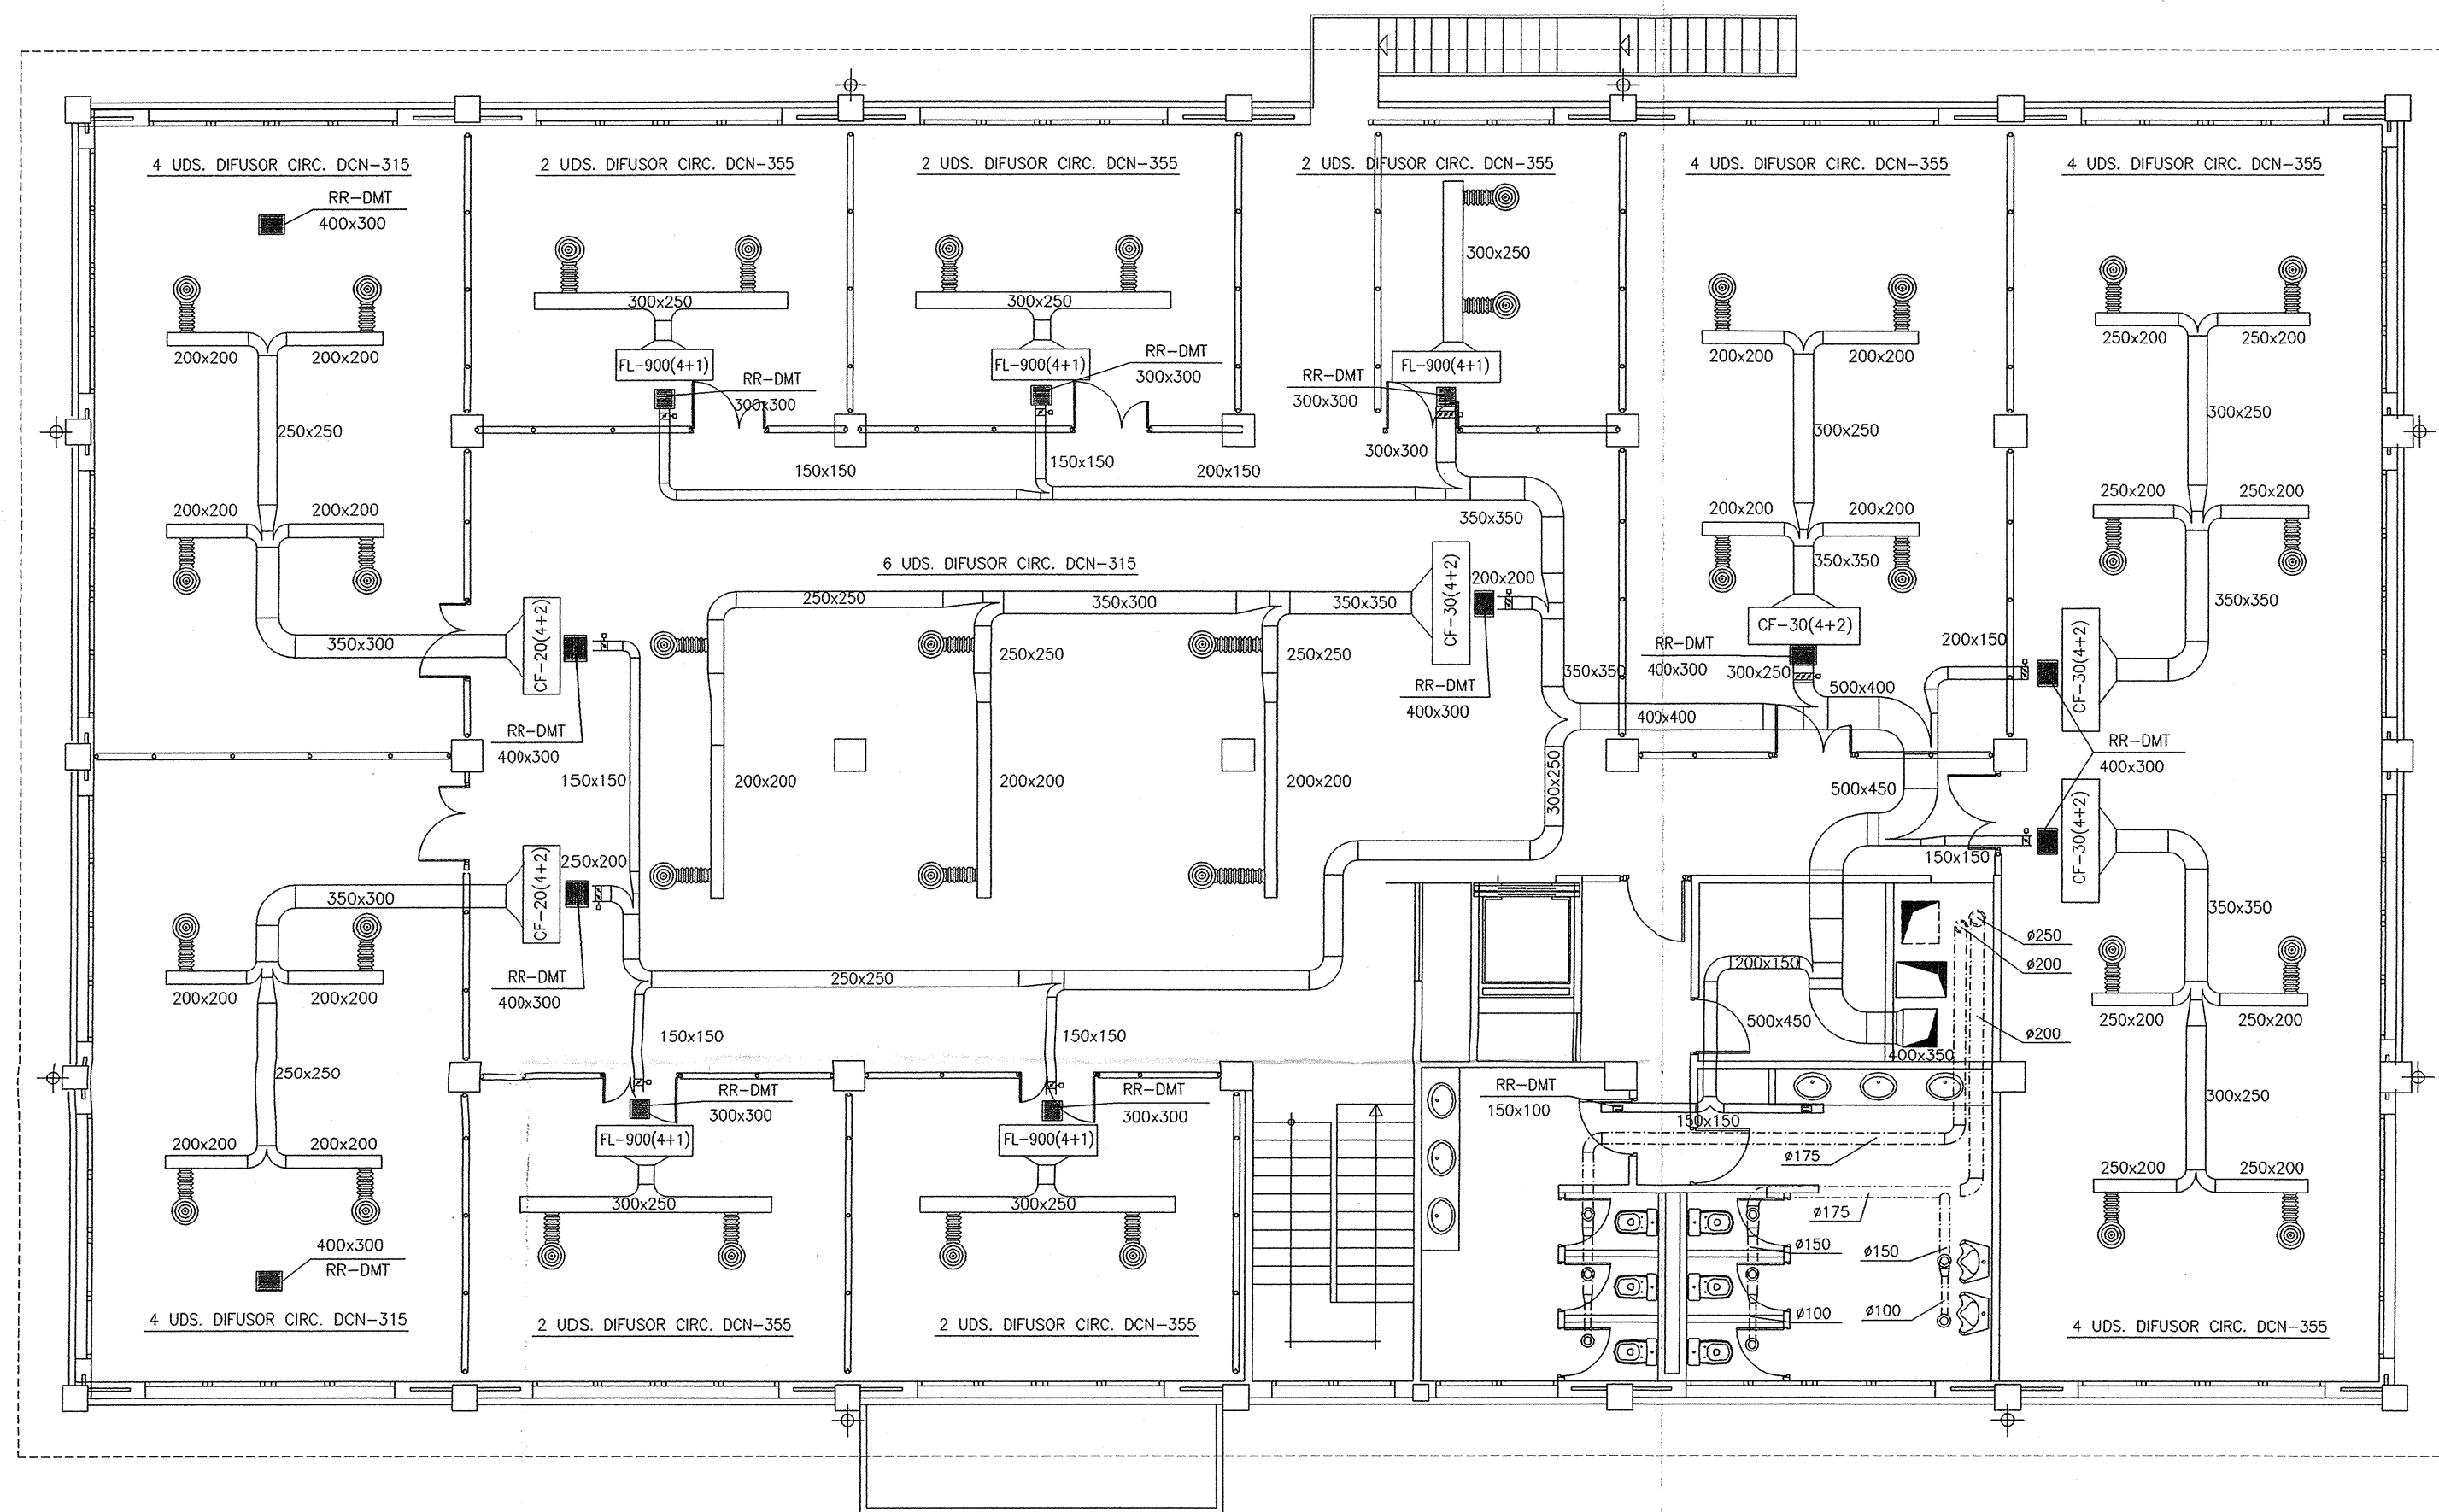 4 UDS. DIFUSOR CIRC. DCN-315
2 UDS. DIFUSOR CIRC. DCN-355
2 UDS. DIFUSOR CIRC. DCN-355
2 UDS. DIFUSOR CIRC. DCN-355
4 UDS. DIFUSOR CIRC. DCN-355
4 UDS. DIFUSOR CIRC. DCN-355
RR-DMT
400x300
300x250
300x250
300x250
200x200
200x200
200x200
200x200
250x200
250x200
FL-900(4+1)
FL-900(4+1)
FL-900(4+1)
RR-DMT
300x300
RR-DMT
300x300
RR-DMT
300x300
250x250
300x250
300x250
300x300
150x150
150x150
200x150
200x200
200x200
350x350
200x200
200x200
250x200
250x200
6 UDS. DIFUSOR CIRC. DCN-315
350x350
200x200
250x250
350x300
350x350
CF-20(4+2)
CF-30(4+2)
CF-30(4+2)
CF-30(4+2)
350x350
350x300
250x250
250x250
RR-DMT
400x300
300x250
200x150
350x350
500x400
RR-DMT
400x300
RR-DMT
400x300
400x400
RR-DMT
400x300
150x150
200x200
200x200
200x200
300x250
500x450
CF-20(4+2)
250x200
150x150
CF-30(4+2)
350x300
350x350
ø250
ø200
200x150
RR-DMT
400x300
250x250
200x200
200x200
250x200
250x200
150x150
150x150
500x450
ø200
400x350
250x250
RR-DMT
300x300
RR-DMT
300x300
RR-DMT
150x100
150x150
300x250
FL-900(4+1)
FL-900(4+1)
200x200
200x200
ø175
250x200
250x200
300x250
300x250
ø175
400x300
RR-DMT
ø150
ø150
ø100
ø100
4 UDS. DIFUSOR CIRC. DCN-315
2 UDS. DIFUSOR CIRC. DCN-355
2 UDS. DIFUSOR CIRC. DCN-355
4 UDS. DIFUSOR CIRC. DCN-355